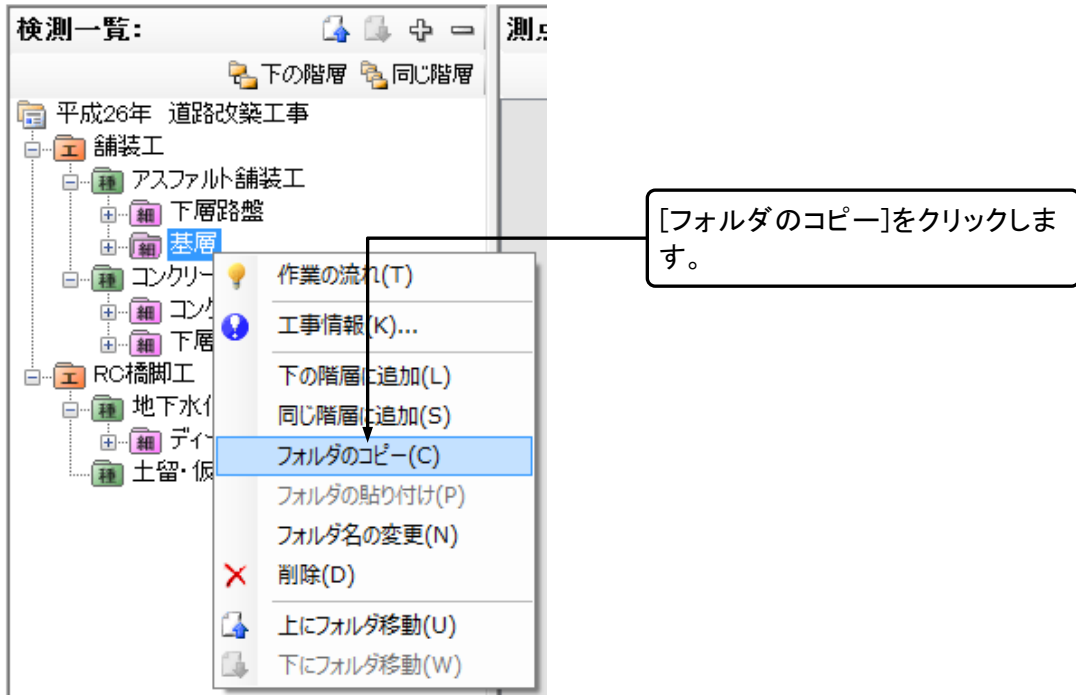 検測一覧:
測点
下の階層 同じ階層
平成26年 道路改築工事
工 舗装工
種 アスファルト舗装工
細 下層路盤
細 基層
種 コンクリー
細 コンク
細 下層
工 RC橋脚工
種 地下水
細 ディー
種 土留・仮
作業の流れ(T)
工事情報(K)...
下の階層に追加(L)
同じ階層に追加(S)
フォルダのコピー(C)
フォルダの貼り付け(P)
フォルダ名の変更(N)
削除(D)
上にフォルダ移動(U)
下にフォルダ移動(W)
[フォルダのコピー]をクリックしま
す。